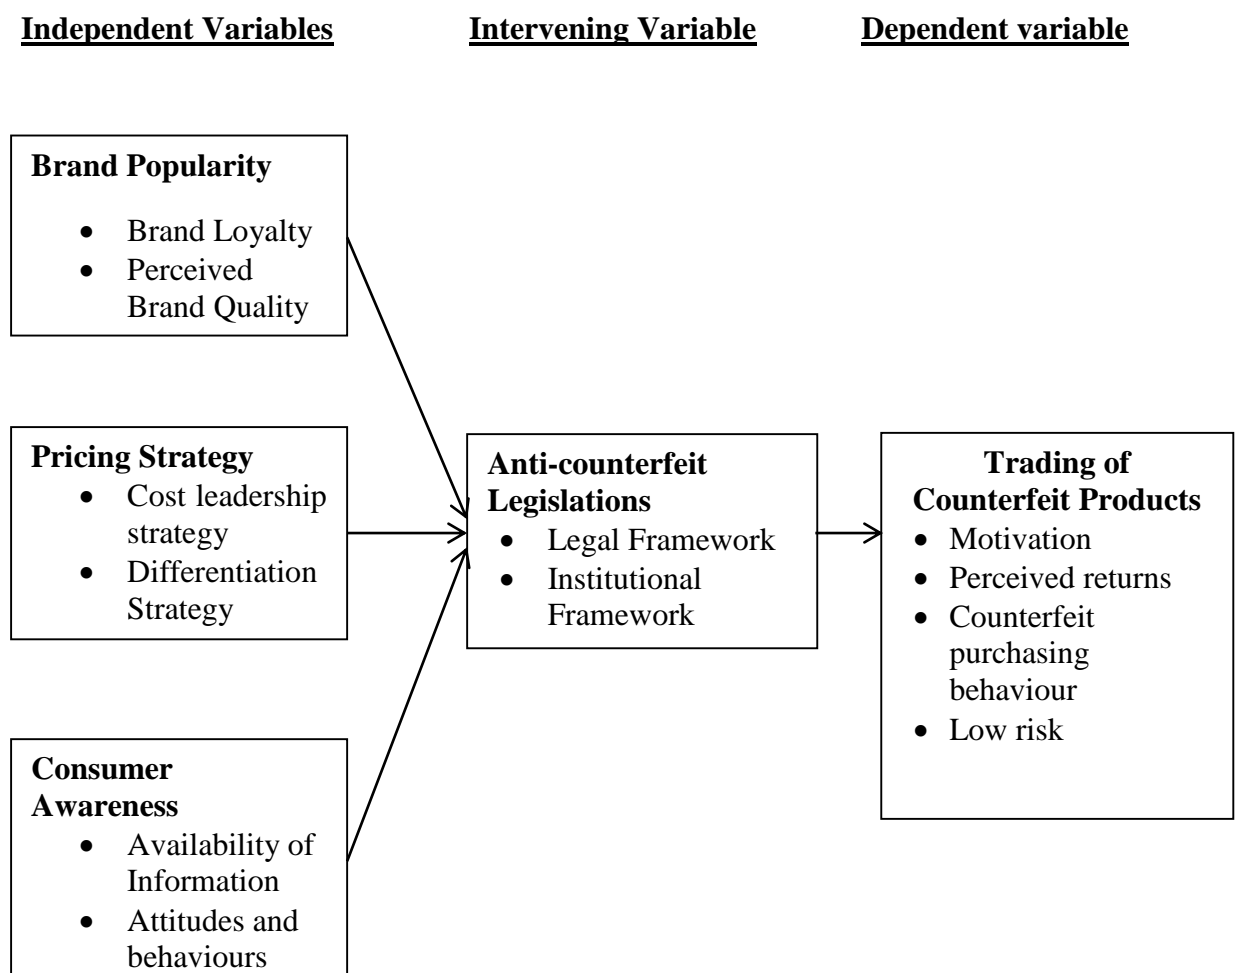 Independent Variables
Intervening Variable
Dependent variable
Brand Popularity
• Brand Loyalty
• Perceived
Brand Quality
Pricing Strategy
• Cost leadership
strategy
• Differentiation
Strategy
Consumer
Awareness
• Availability of
Information
• Attitudes and
behaviours
Anti-counterfeit
Legislations
• Legal Framework
• Institutional
Framework
Trading of
Counterfeit Products
• Motivation
• Perceived returns
• Counterfeit
purchasing
behaviour
• Low risk